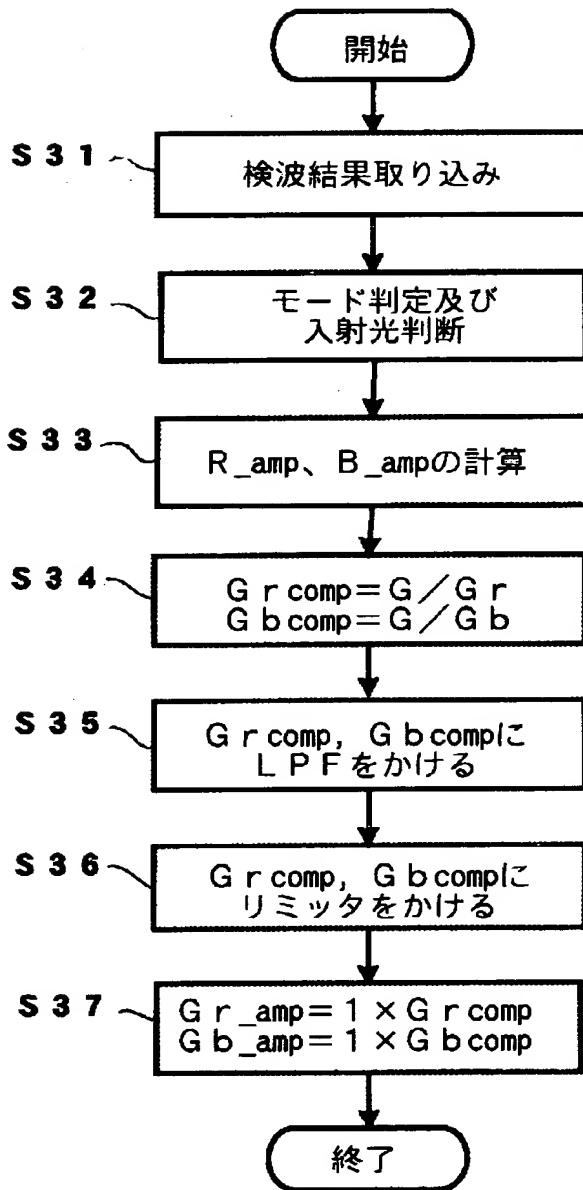 開始
S31
検波結果取り込み
S32
モード判定及び
入射光判断
S33
R_amp、B_ampの計算
S34
Grcomp=G/Gr
Gbcomp=G/Gb
S35
Grcomp, Gbcompに
LPFをかける
S36
Grcomp, Gbcompに
リミッタをかける
S37
Gr_amp=1×Grcomp
Gb_amp=1×Gbcomp
終了